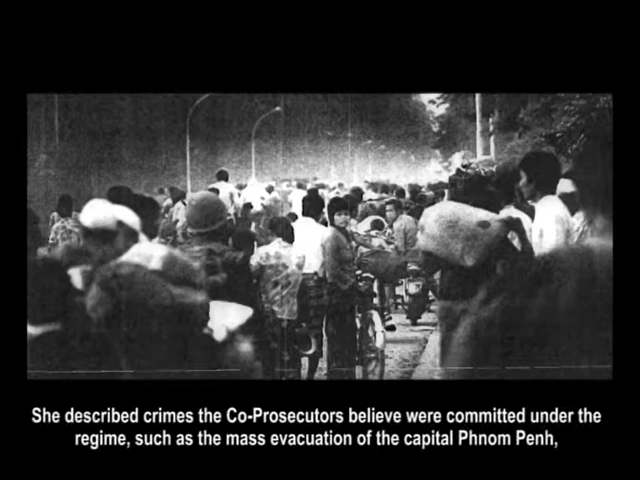 She described crimes the Co-Prosecutors believe were committed under the
regime, such as the mass evacuation of the capital Phnom Penh,